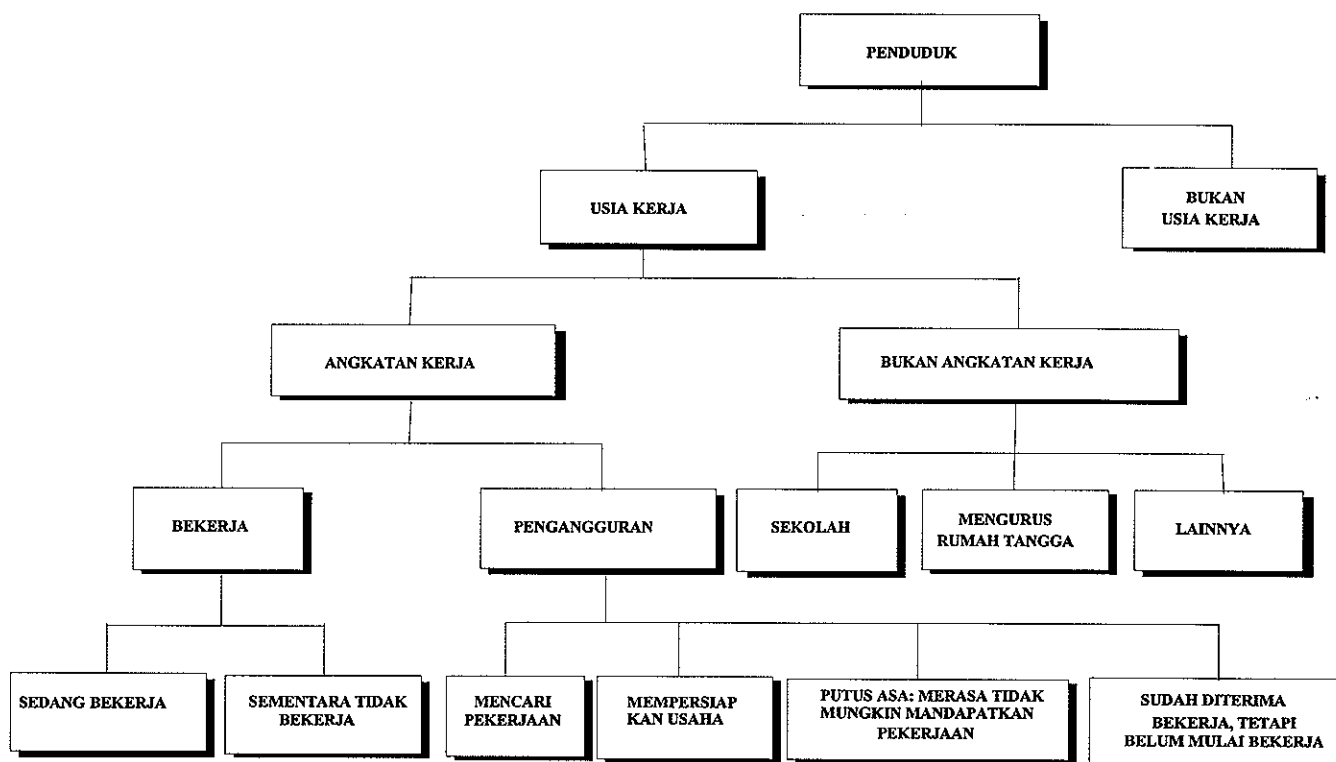 PENDUDUK
USIA KERJA
BUKAN
USIA KERJA
ANGKATAN KERJA
BUKAN ANGKATAN KERJA
BEKERJA
PENGANGGURAN
SEKOLAH
MENGURUS
RUMAH TANGGA
LAINNYA
SEDANG BEKERJA
SEMENTARA TIDAK
BEKERJA
MENCARI
PEKERJAAN
MEMPERSIAP
KAN USAHA
PUTUS ASA: MERASA TIDAK
MUNGKIN MANDAPATKAN
PEKERJAAN
SUDAH DITERIMA
BEKERJA, TETAPI
BELUM MULAI BEKERJA